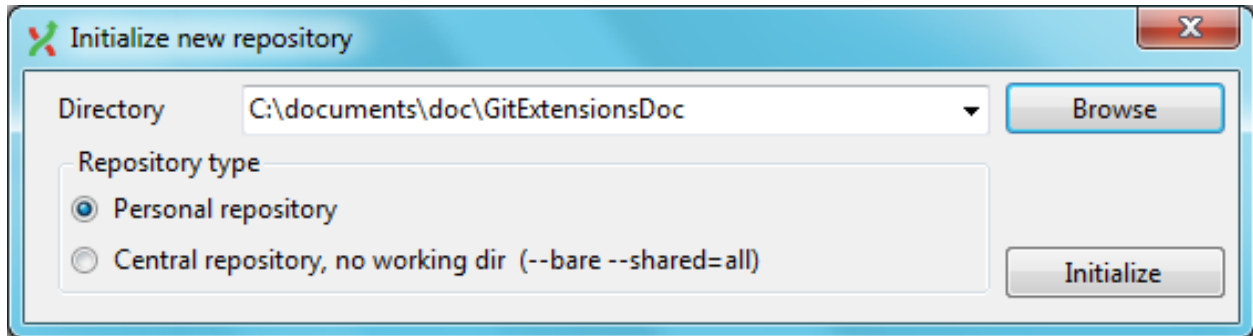 Initialize new repository
Directory C:\documents\doc\GitExtensionsDoc Browse
Repository type
Personal repository
Central repository, no working dir (--bare --shared=all)
Initialize